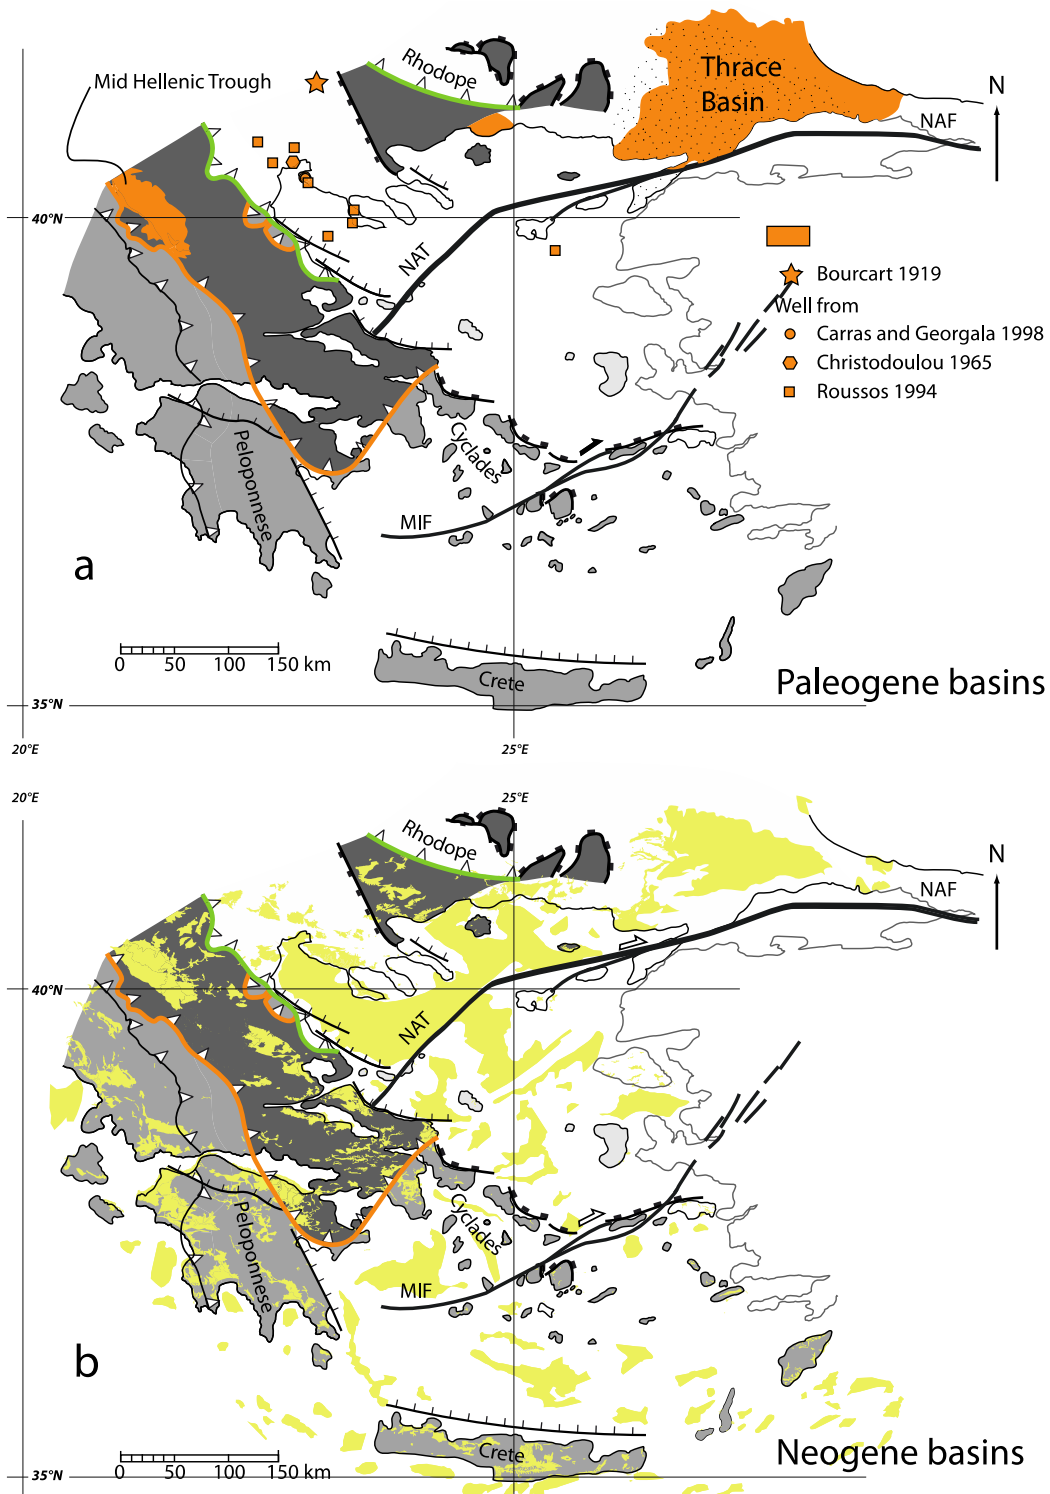 Rhodope
Mid Hellenic Trough
Thrace
Basin
N
NAF
40°N
NAT
Bourcart 1919
Well from
Carras and Georgala 1998
Christodoulou 1965
Roussos 1994
Cyclades
Peloponnese
MIF
a
0 50 100 150 km
Crete
Paleogene basins
35°N
20°E 25°E
20°E 25°E
Rhodope
N
NAF
40°N
NAT
Cyclades
Peloponnese
MIF
b
Crete
Neogene basins
0 50 100 150 km
35°N